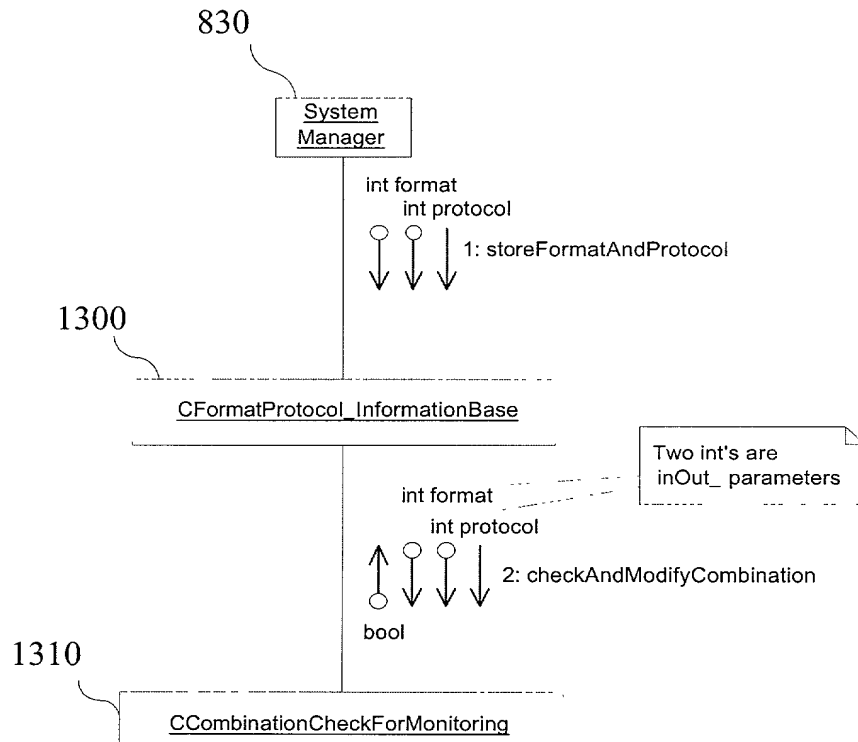 830
System
Manager
int format
int protocol
1: storeFormatAndProtocol
1300
CFormatProtocol_InformationBase
Two int's are
inOut_ parameters
int format
int protocol
2: checkAndModifyCombination
bool
1310
CCombinationCheckForMonitoring